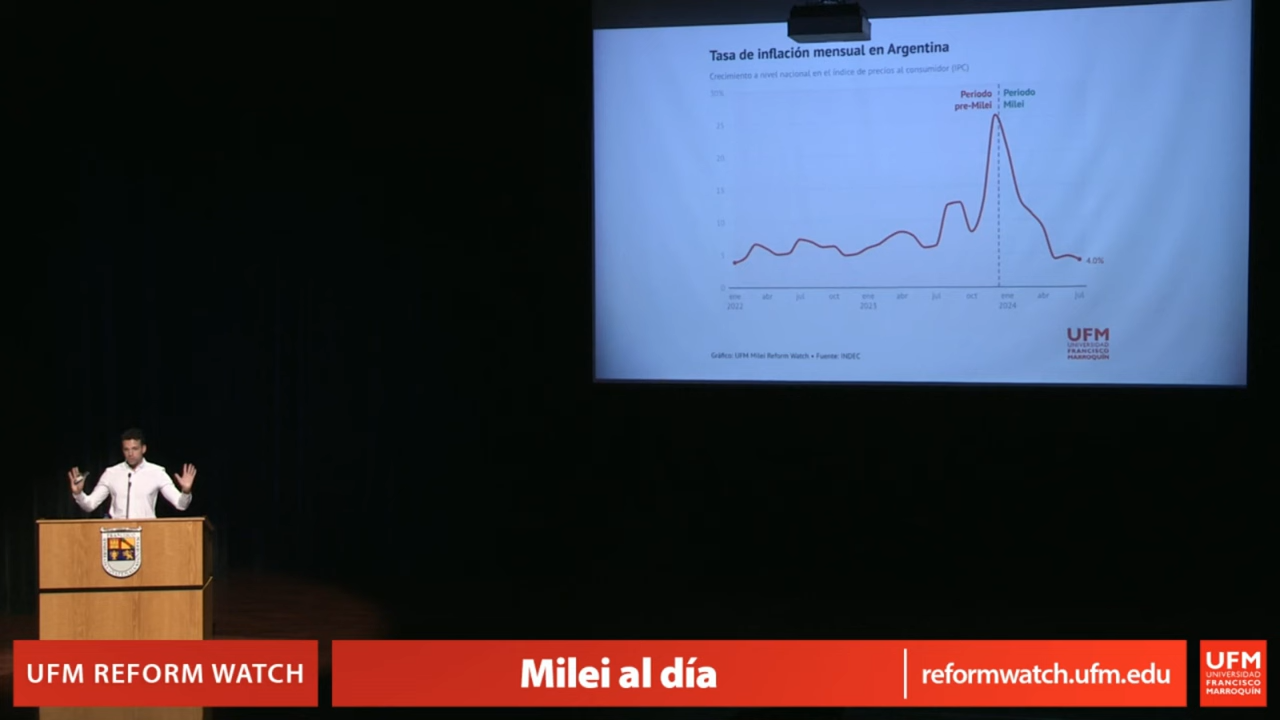 Tasa de inflación mensual en Argentina
Crecimiento a nivel nacional en el índice de precios al consumidor (IPC)
30%
25
20
15
10
5
0
Periodo
pre-Milei
Periodo
Milei
4.0%
ene
2022
abr
jul
oct
ene
2023
abr
jul
oct
ene
2024
abr
jul
Gráfico: UFM Milei Reform Watch • Fuente: INDEC
UFM
UNIVERSIDAD
FRANCISCO
MARROQUÍN
UFM REFORM WATCH
Milei al día
reformwatch.ufm.edu
UFM
UNIVERSIDAD
FRANCISCO
MARROQUÍN